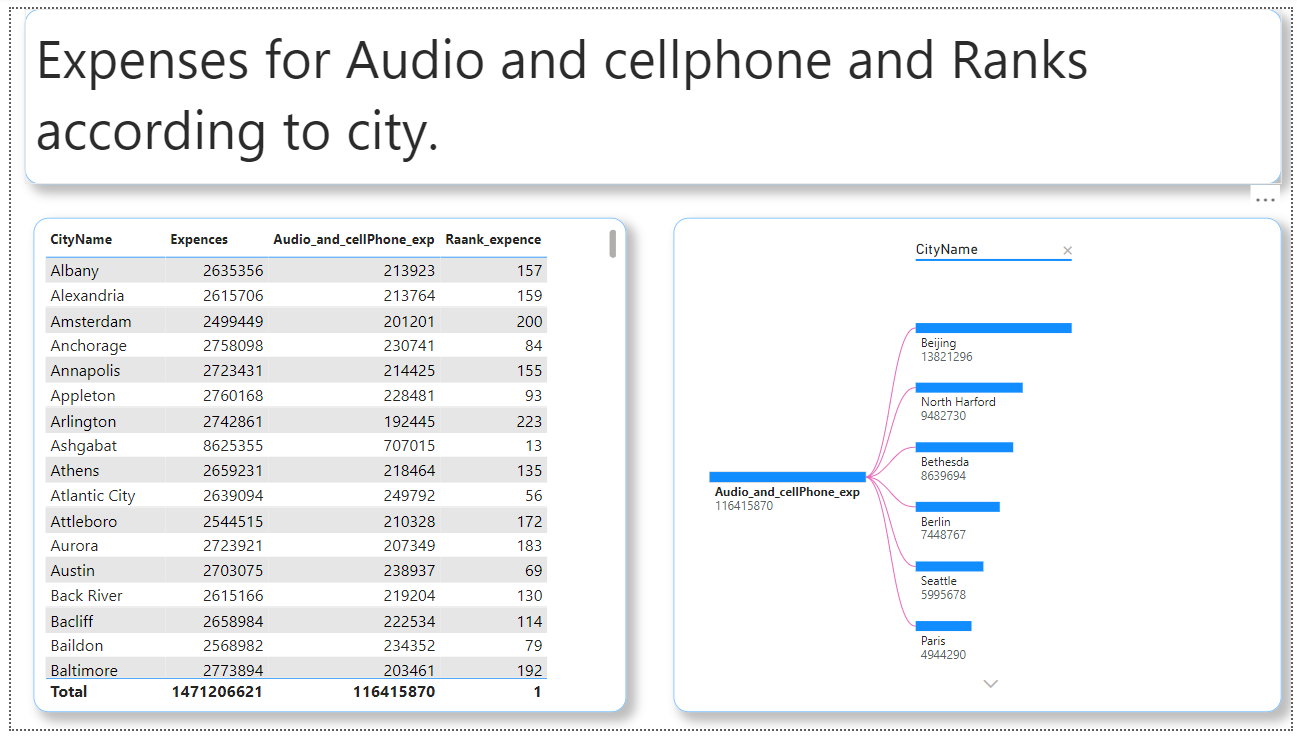 Expenses for Audio and cellphone and Ranks
according to city.
CityName Expences Audio_and_cellPhone_exp Raank_expence
Albany 2635356 213923 157
Alexandria 2615706 213764 159
Amsterdam 2499449 201201 200
Anchorage 2758098 230741 84
Annapolis 2723431 214425 155
Appleton 2760168 228481 93
Arlington 2742861 192445 223
Ashgabat 8625355 707015 13
Athens 2659231 218464 135
Atlantic City 2639094 249792 56
Attleboro 2544515 210328 172
Aurora 2723921 207349 183
Austin 2703075 238937 69
Back River 2615166 219204 130
Bacliff 2658984 222534 114
Baildon 2568982 234352 79
Baltimore 2773894 203461 192
Total 1471206621 116415870 1
CityName
Audio_and_cellPhone_exp
116415870
Beijing
13821296
North Harford
9482730
Bethesda
8639694
Berlin
7448767
Seattle
5995678
Paris
4944290